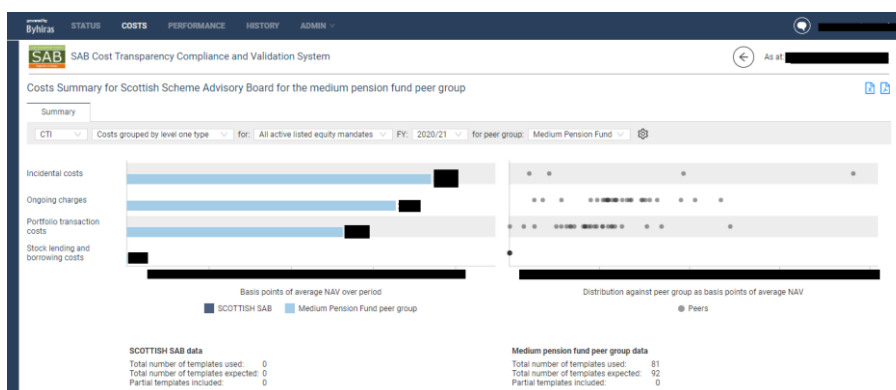 powered by
Byhiras STATUS COSTS PERFORMANCE HISTORY ADMIN
SAB SAB Cost Transparency Compliance and Validation System As at:
Costs Summary for Scottish Scheme Advisory Board for the medium pension fund peer group
Summary
CTI Costs grouped by level one type for: All active listed equity mandates FY: 2020/21 for peer group: Medium Pension Fund
Incidental costs
Ongoing charges
Portfolio transaction
costs
Stock lending and
borrowing costs
Basis points of average NAV over period Distribution against peer group as basis points of average NAV
SCOTTISH SAB Medium Pension Fund peer group Peers
SCOTTISH SAB data Medium pension fund peer group data
Total number of templates used: 0 Total number of templates used: 81
Total number of templates expected: 0 Total number of templates expected: 92
Partial templates included: 0 Partial templates included: 0